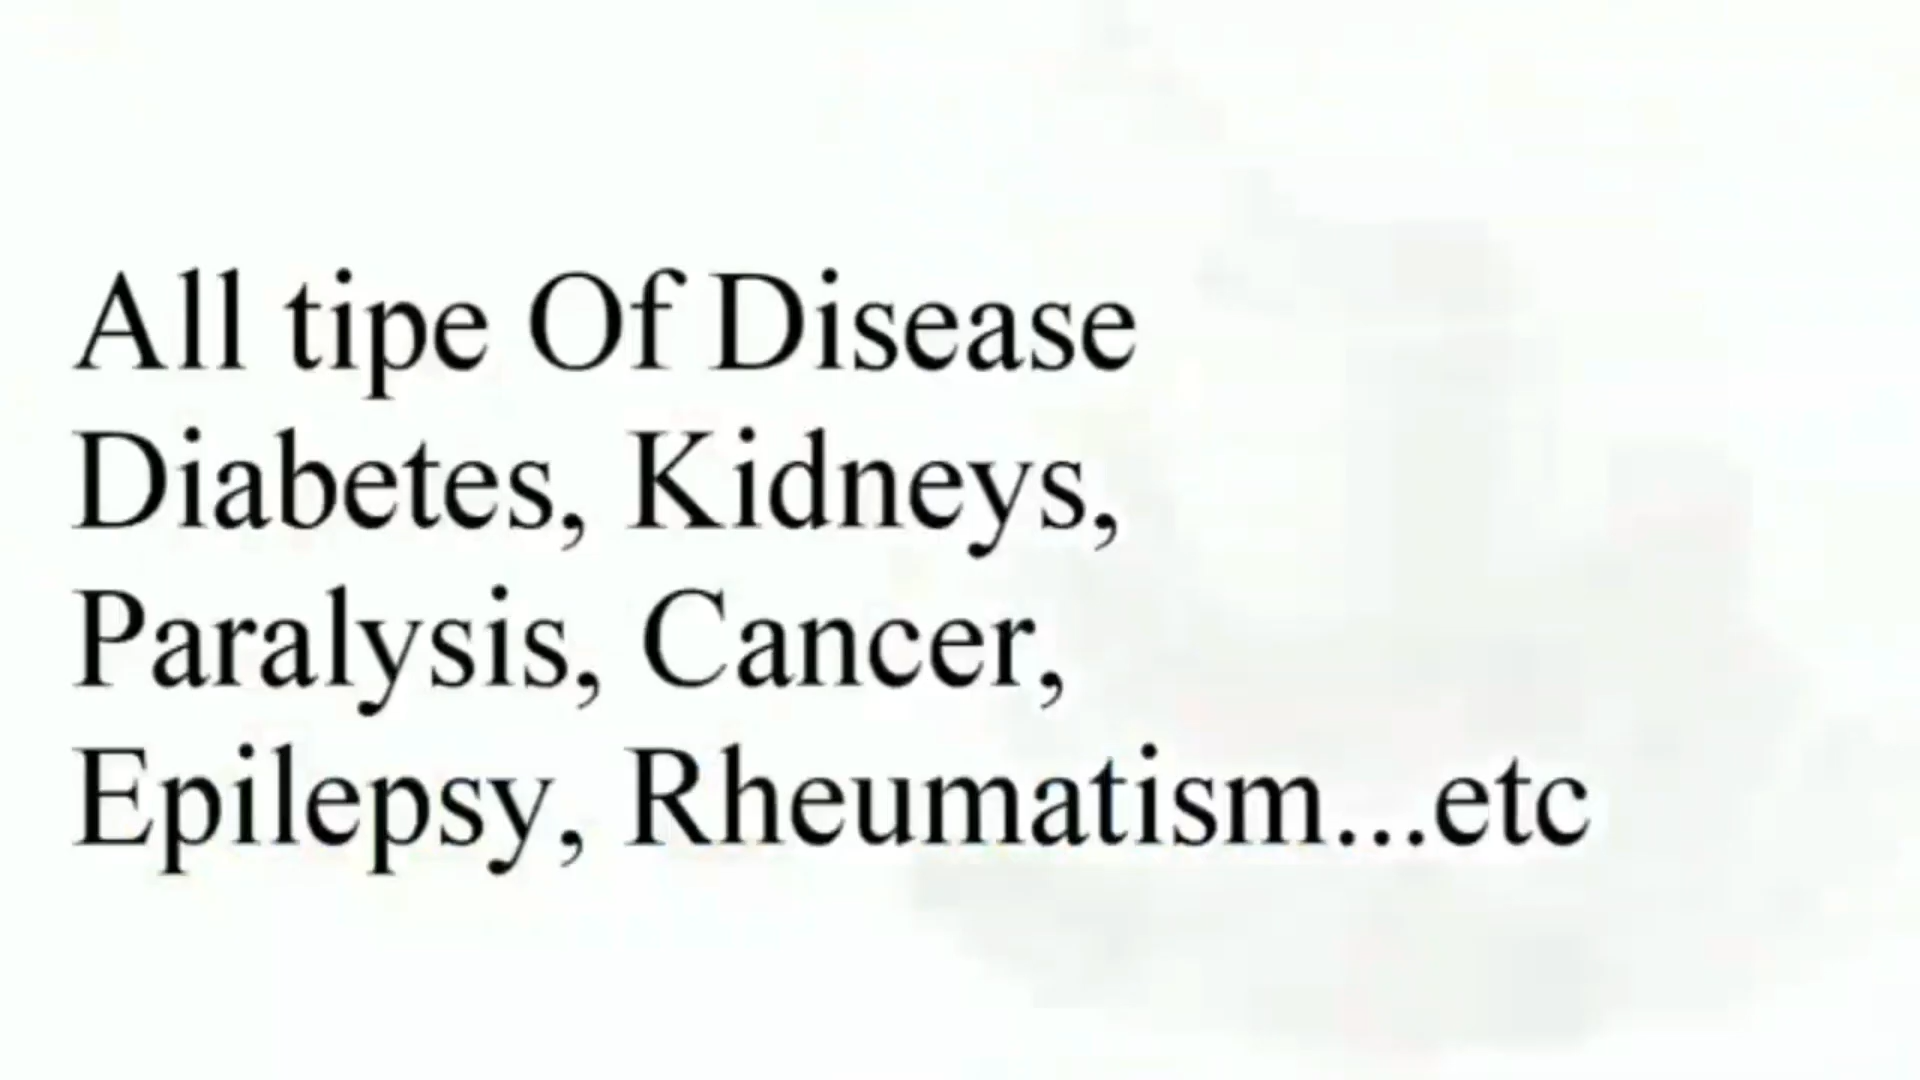 All tipe Of Disease
Diabetes, Kidneys,
Paralysis, Cancer,
Epilepsy, Rheumatism...etc